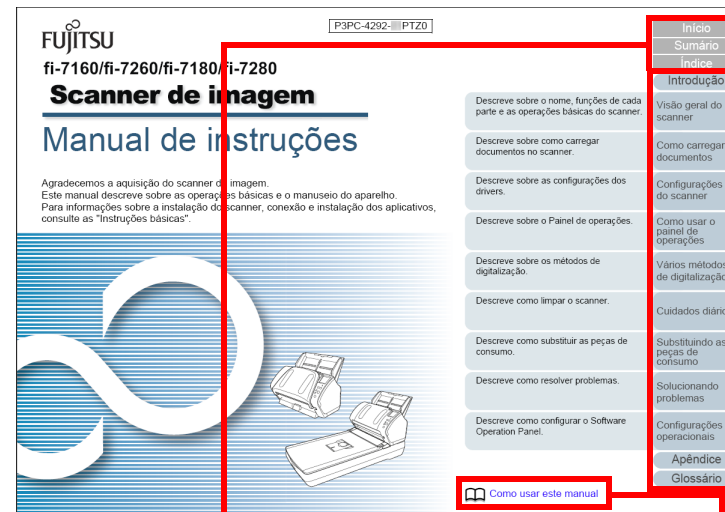 P3PC-4292- PTZ0
FUJITSU
fi-7160/fi-7260/fi-7180/fi-7280
Scanner de imagem
Manual de instruções
Agradecemos a aquisição do scanner de imagem.
Este manual descreve sobre as operações básicas e o manuseio do aparelho.
Para informações sobre a instalação do scanner, conexão e instalação dos aplicativos,
consulte as "Instruções básicas".
Início
Sumário
Índice
Introdução
Descreve sobre o nome, funções de cada
parte e as operações básicas do scanner.
Visão geral do
scanner
Descreve sobre como carregar
documentos no scanner.
Como carregar
documentos
Descreve sobre as configurações dos
drivers.
Configurações
do scanner
Descreve sobre o Painel de operações.
Como usar o
painel de
operações
Descreve sobre os métodos de
digitalização.
Vários métodos
de digitalização
Descreve como limpar o scanner.
Cuidados diário
Descreve como substituir as peças de
consumo.
Substituindo as
peças de
consumo
Descreve como resolver problemas.
Solucionando
problemas
Descreve como configurar o Software
Operation Panel.
Configurações
operacionais
Apêndice
Glossário
Como usar este manual